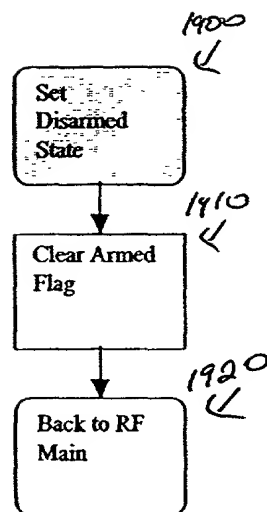 1900
Set
Disarmed
State
1910
Clear Armed
Flag
1920
Back to RF
Main